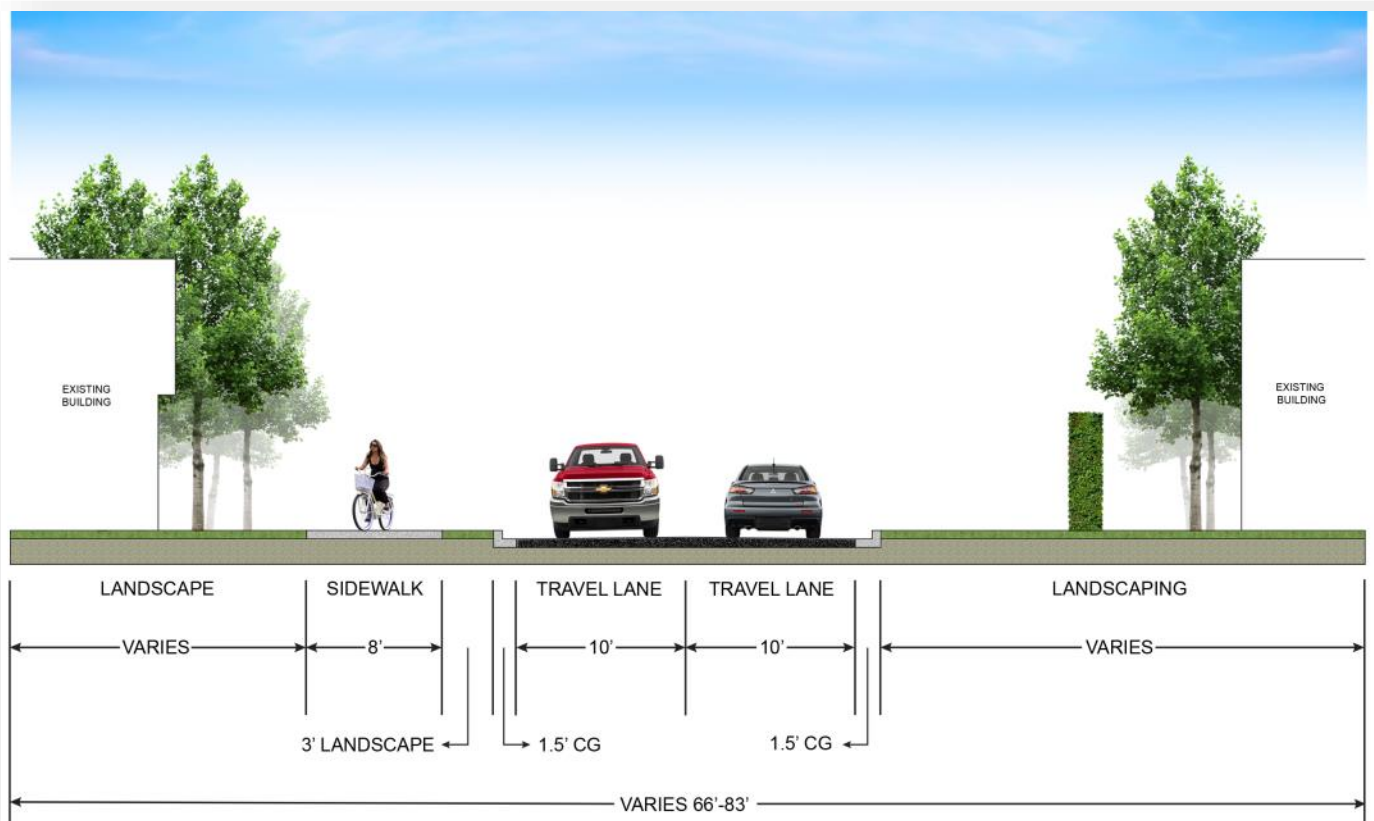 EXISTING
BUILDING
EXISTING
BUILDING
LANDSCAPE SIDEWALK TRAVEL LANE TRAVEL LANE LANDSCAPING
VARIES 8’ 10’ 10’ VARIES
3’ LANDSCAPE 1.5’ CG 1.5’ CG
VARIES 66’-83’